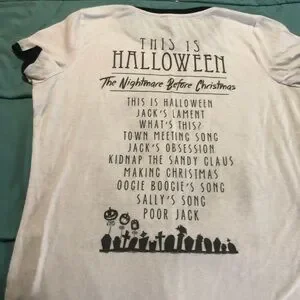 THIS IS
HALLOWEEN
The Nightmare Before Christmas
THIS IS HALLOWEEN
JACK'S LAMENT
WHAT'S THIS?
TOWN MEETING SONG
JACK'S OBSESSION
KIDNAP THE SANDY CLAUS
MAKING CHRISTMAS
OOGIE BOOGIE'S SONG
SALLY'S SONG
POOR JACK